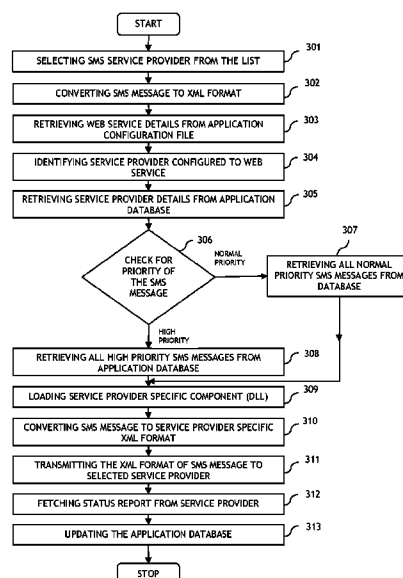 START
301
SELECTING SMS SERVICE PROVIDER FROM THE LIST
302
CONVERTING SMS MESSAGE TO XML FORMAT
303
RETRIEVING WEB SERVICE DETAILS FROM APPLICATION
CONFIGURATION FILE
304
IDENTIFYING SERVICE PROVIDER CONFIGURED TO WEB
SERVICE
305
RETRIEVING SERVICE PROVIDER DETAILS FROM APPLICATION
DATABASE
306
CHECK FOR
PRIORITY OF
THE SMS
MESSAGE
NORMAL
PRIORITY
307
RETRIEVING ALL NORMAL
PRIORITY SMS MESSAGES FROM
DATABASE
HIGH
PRIORITY
308
RETRIEVING ALL HIGH PRIORITY SMS MESSAGES FROM
APPLICATION DATABASE
309
LOADING SERVICE PROVIDER SPECIFIC COMPONENT (DLL)
310
CONVERTING SMS MESSAGE TO SERVICE PROVIDER SPECIFIC
XML FORMAT
311
TRANSMITTING THE XML FORMAT OF SMS MESSAGE TO
SELECTED SERVICE PROVIDER
312
FETCHING STATUS REPORT FROM SERVICE PROVIDER
313
UPDATING THE APPLICATION DATABASE
STOP